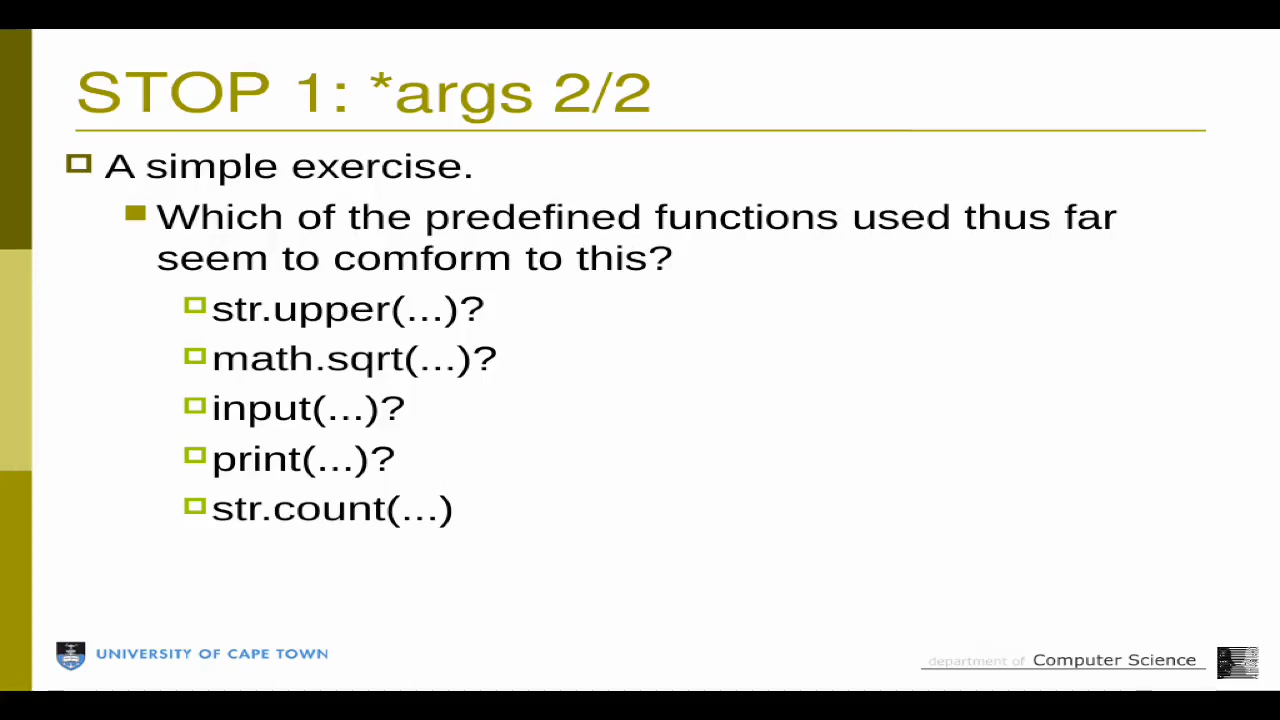 STOP 1: *args 2/2
A simple exercise.
Which of the predefined functions used thus far
seem to comform to this?
str.upper(...)?
math.sqrt(...)?
input(...)?
print(...)?
str.count(...)
UNIVERSITY OF CAPE TOWN
department of Computer Science